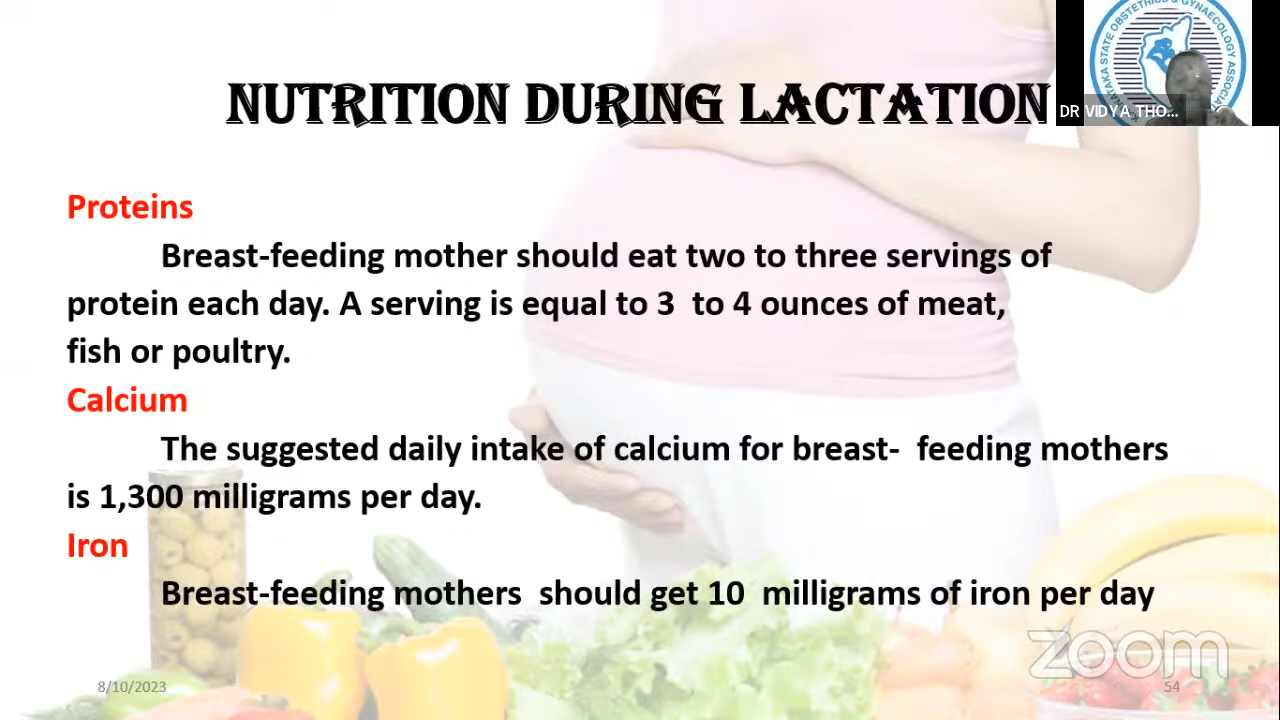 NUTRITION DURING LACTATION
STATE OBSTETRICS & GYNAECOLOGY
DR VIDYA THO...
Proteins
Breast-feeding mother should eat two to three servings of
protein each day. A serving is equal to 3 to 4 ounces of meat,
fish or poultry.
Calcium
The suggested daily intake of calcium for breast- feeding mothers
is 1,300 milligrams per day.
Iron
Breast-feeding mothers should get 10 milligrams of iron per day
zoom
8/10/2023
54